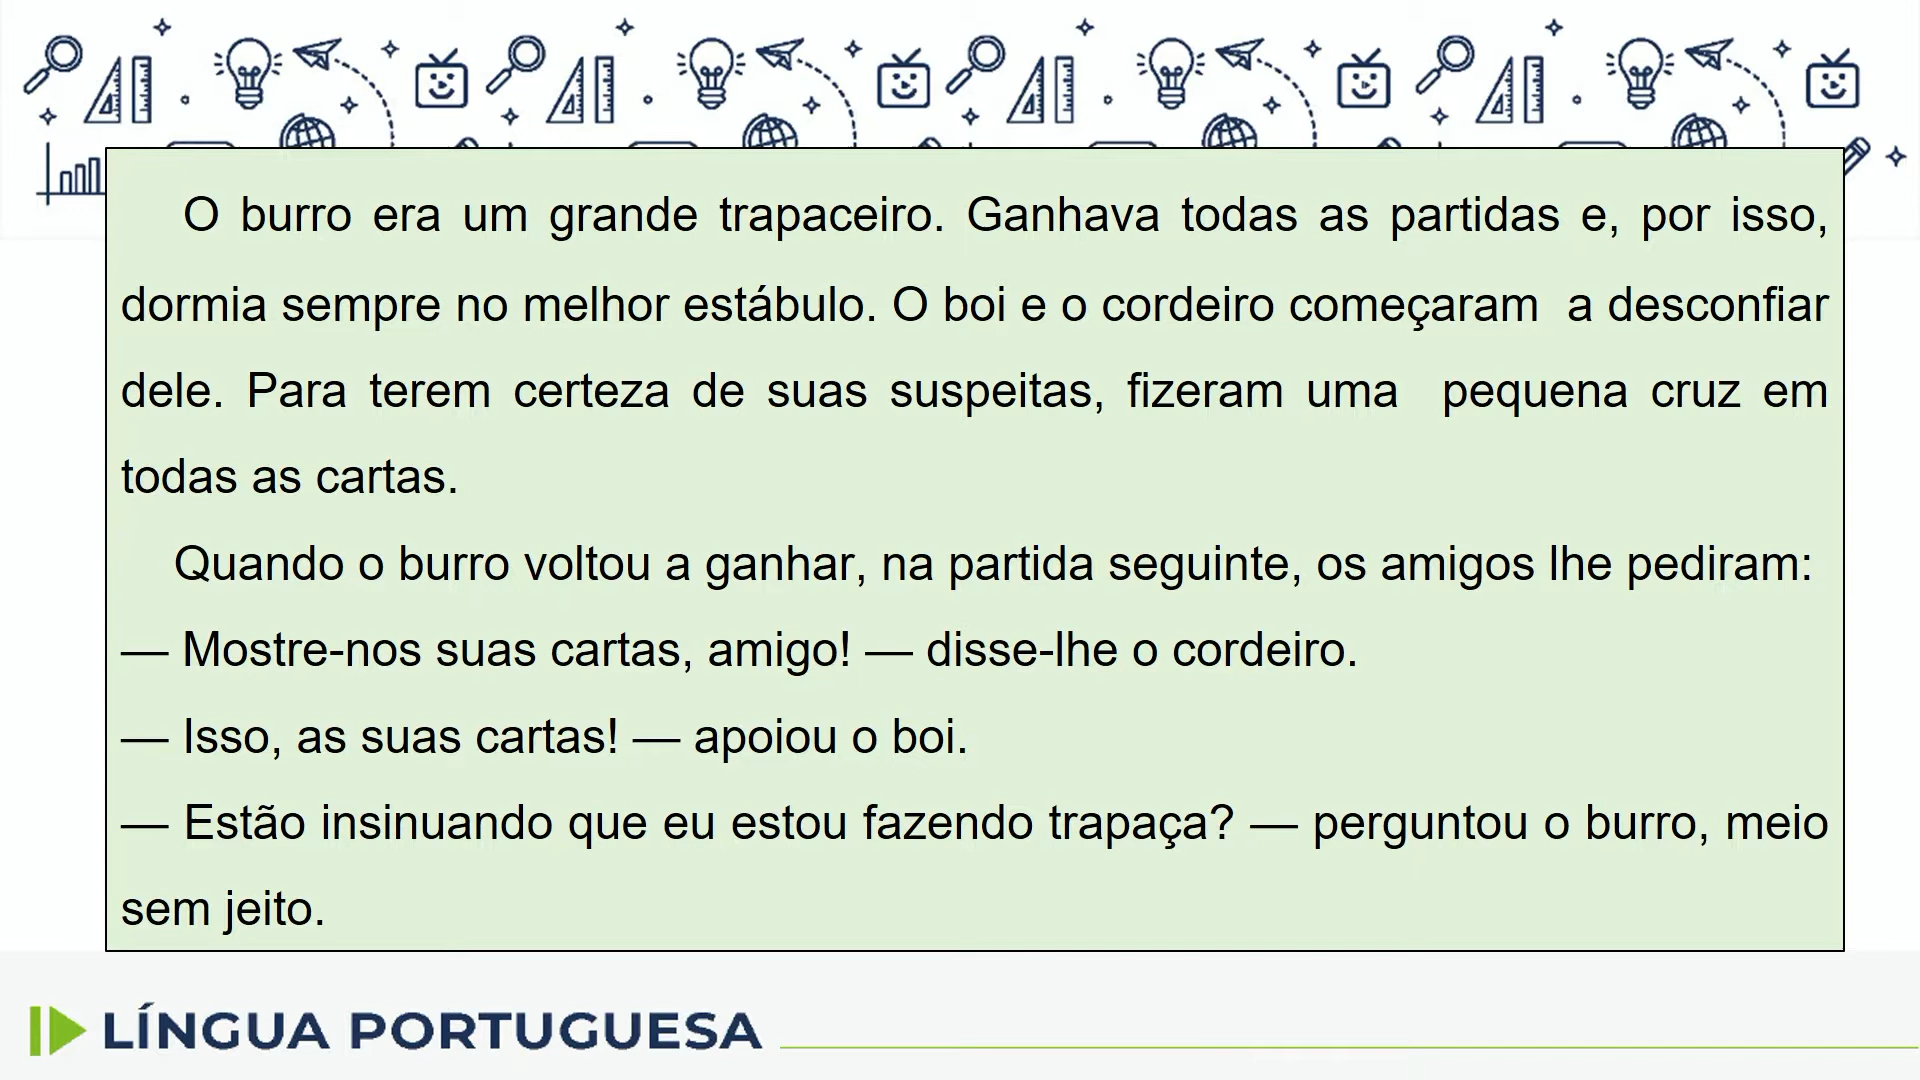 O burro era um grande trapaceiro. Ganhava todas as partidas e, por isso,
dormia sempre no melhor estábulo. O boi e o cordeiro começaram a desconfiar
dele. Para terem certeza de suas suspeitas, fizeram uma pequena cruz em
todas as cartas.
Quando o burro voltou a ganhar, na partida seguinte, os amigos lhe pediram:
— Mostre-nos suas cartas, amigo! — disse-lhe o cordeiro.
— Isso, as suas cartas! — apoiou o boi.
— Estão insinuando que eu estou fazendo trapaça? — perguntou o burro, meio
sem jeito.
LÍNGUA PORTUGUESA